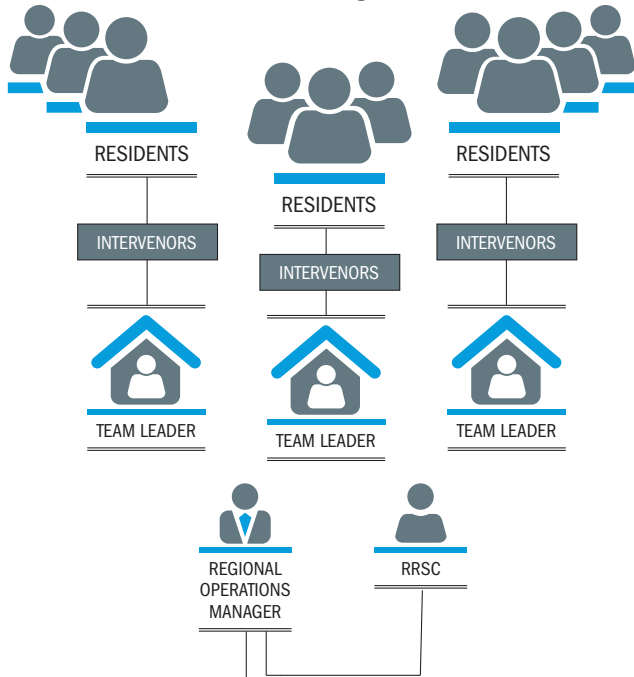 RESIDENTS
RESIDENTS
RESIDENTS
INTERVENORS
INTERVENORS
INTERVENORS
TEAM LEADER
TEAM LEADER
TEAM LEADER
REGIONAL
OPERATIONS
MANAGER
RRSC